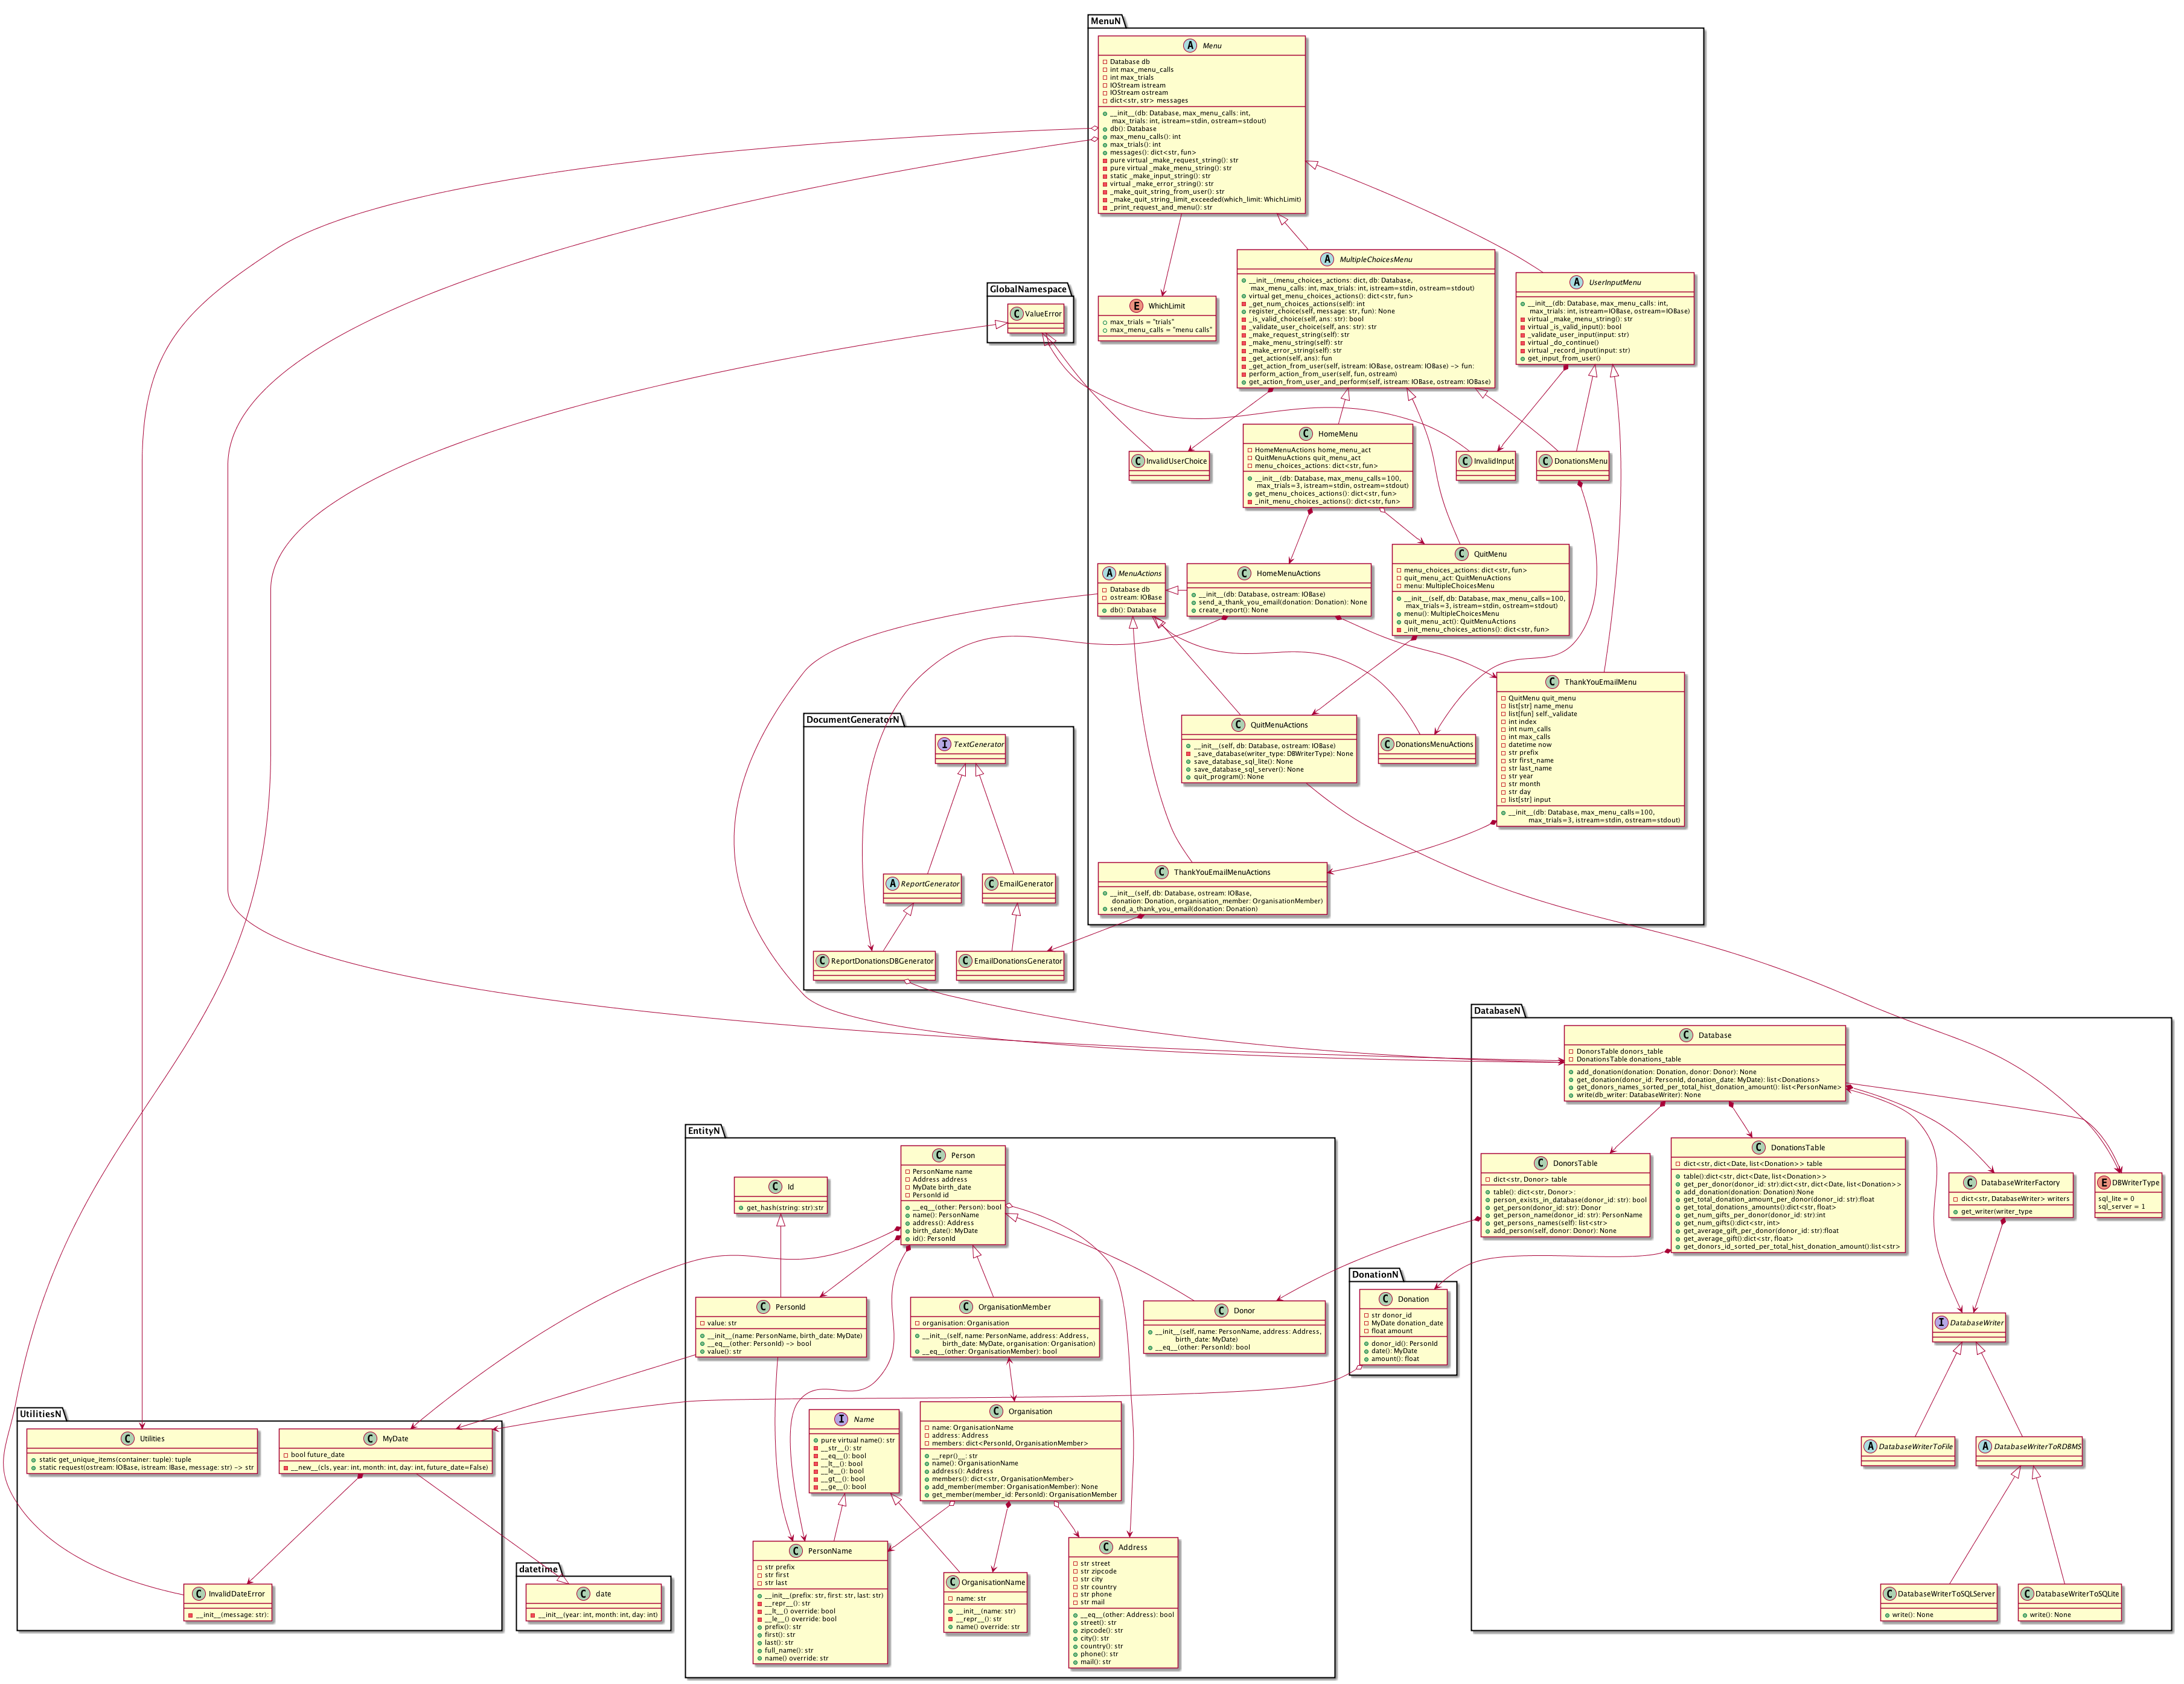 MenuN
A Menu
Database db
int max_menu_calls
int max_trials
IOStream istream
IOStream ostream
dict<str, str> messages
__init__(db: Database, max_menu_calls: int,
max_trials: int, istream=stdin, ostream=stdout)
db(): Database
max_menu_calls(): int
max_trials(): int
messages(): dict<str, fun>
pure virtual _make_request_string(): str
pure virtual _make_menu_string(): str
static _make_input_string(): str
virtual _make_error_string(): str
_make_quit_string_from_user(): str
_make_quit_string_limit_exceeded(which_limit: WhichLimit)
_print_request_and_menu(): str
A MultipleChoicesMenu
__init__(menu_choices_actions: dict, db: Database,
max_menu_calls: int, max_trials: int, istream=stdin, ostream=stdout)
virtual get_menu_choices_actions(): dict<str, fun>
_get_num_choices_actions(self): int
register_choice(self, message: str, fun): None
_is_valid_choice(self, ans: str): bool
_validate_user_choice(self, ans: str): str
_make_request_string(self): str
_make_menu_string(self): str
_make_error_string(self): str
_get_action(self, ans): fun
_get_action_from_user(self, istream: IOBase, ostream: IOBase) -> fun:
perform_action_from_user(self, fun, ostream)
get_action_from_user_and_perform(self, istream: IOBase, ostream: IOBase)
A UserInputMenu
__init__(db: Database, max_menu_calls: int,
max_trials: int, istream=IOBase, ostream=IOBase)
virtual _make_menu_string(): str
virtual _is_valid_input(): bool
_validate_user_input(input: str)
virtual _do_continue()
virtual _record_input(input: str)
get_input_from_user()
E WhichLimit
max_trials = "trials"
max_menu_calls = "menu calls"
GlobalNamespace
C ValueError
C InvalidUserChoice
C HomeMenu
HomeMenuActions home_menu_act
QuitMenuActions quit_menu_act
menu_choices_actions: dict<str, fun>
__init__(db: Database, max_menu_calls=100,
max_trials=3, istream=stdin, ostream=stdout)
get_menu_choices_actions(): dict<str, fun>
_init_menu_choices_actions(): dict<str, fun>
C InvalidInput
C DonationsMenu
A MenuActions
Database db
ostream: IOBase
db(): Database
C HomeMenuActions
__init__(db: Database, ostream: IOBase)
send_a_thank_you_email(donation: Donation): None
create_report(): None
C QuitMenu
menu_choices_actions: dict<str, fun>
quit_menu_act: QuitMenuActions
menu: MultipleChoicesMenu
__init__(self, db: Database, max_menu_calls=100,
max_trials=3, istream=stdin, ostream=stdout)
menu(): MultipleChoicesMenu
quit_menu_act(): QuitMenuActions
_init_menu_choices_actions(): dict<str, fun>
C QuitMenuActions
__init__(self, db: Database, ostream: IOBase)
_save_database(writer_type: DBWriterType): None
save_database_sql_lite(): None
save_database_sql_server(): None
quit_program(): None
C DonationsMenuActions
C ThankYouEmailMenu
QuitMenu quit_menu
list[str] name_menu
list[fun] self._validate
int index
int num_calls
int max_calls
datetime now
str prefix
str first_name
str last_name
str year
str month
str day
list[str] input
__init__(db: Database, max_menu_calls=100,
max_trials=3, istream=stdin, ostream=stdout)
C ThankYouEmailMenuActions
__init__(self, db: Database, ostream: IOBase,
donation: Donation, organisation_member: OrganisationMember)
send_a_thank_you_email(donation: Donation)
DocumentGeneratorN
I TextGenerator
A ReportGenerator
C EmailGenerator
C ReportDonationsDBGenerator
C EmailDonationsGenerator
DatabaseN
C Database
DonorsTable donors_table
DonationsTable donations_table
add_donation(donation: Donation, donor: Donor): None
get_donation(donor_id: PersonId, donation_date: MyDate): list<Donations>
get_donors_names_sorted_per_total_hist_donation_amount(): list<PersonName>
write(db_writer: DatabaseWriter): None
C DonorsTable
dict<str, Donor> table
table(): dict<str, Donor>:
person_exists_in_database(donor_id: str): bool
get_person(donor_id: str): Donor
get_person_name(donor_id: str): PersonName
get_persons_names(self): list<str>
add_person(self, donor: Donor): None
C DonationsTable
dict<str, dict<Date, list<Donation>> table
table():dict<str, dict<Date, list<Donation>>
get_per_donor(donor_id: str):dict<str, dict<Date, list<Donation>>
add_donation(donation: Donation):None
get_total_donation_amount_per_donor(donor_id: str):float
get_total_donations_amounts():dict<str, float>
get_num_gifts_per_donor(donor_id: str):int
get_num_gifts():dict<str, int>
get_average_gift_per_donor(donor_id: str):float
get_average_gift():dict<str, float>
get_donors_id_sorted_per_total_hist_donation_amount():list<str>
C DatabaseWriterFactory
dict<str, DatabaseWriter> writers
get_writer(writer_type
E DBWriterType
sql_lite = 0
sql_server = 1
I DatabaseWriter
A DatabaseWriterToFile
A DatabaseWriterToRDBMS
C DatabaseWriterToSQLServer
write(): None
C DatabaseWriterToSQLite
write(): None
EntityN
C Id
get_hash(string: str):str
C Person
PersonName name
Address address
MyDate birth_date
PersonId id
__eq__(other: Person): bool
name(): PersonName
address(): Address
birth_date(): MyDate
id(): PersonId
C PersonId
value: str
__init__(name: PersonName, birth_date: MyDate)
__eq__(other: PersonId) -> bool
value(): str
C OrganisationMember
organisation: Organisation
__init__(self, name: PersonName, address: Address,
birth_date: MyDate, organisation: Organisation)
__eq__(other: OrganisationMember): bool
C Donor
__init__(self, name: PersonName, address: Address,
birth_date: MyDate)
__eq__(other: PersonId): bool
DonationN
C Donation
str donor_id
MyDate donation_date
float amount
donor_id(): PersonId
date(): MyDate
amount(): float
I Name
pure virtual name(): str
__str__(): str
__eq__(): bool
__lt__(): bool
__le__(): bool
__gt__(): bool
__ge__(): bool
C Organisation
name: OrganisationName
address: Address
members: dict<PersonId, OrganisationMember>
__repr()__: str
name(): OrganisationName
address(): Address
members(): dict<str, OrganisationMember>
add_member(member: OrganisationMember): None
get_member(member_id: PersonId): OrganisationMember
C PersonName
str prefix
str first
str last
__init__(prefix: str, first: str, last: str)
__repr__(): str
__lt__() override: bool
__le__() override: bool
prefix(): str
first(): str
last(): str
full_name(): str
name() override: str
C OrganisationName
name: str
__init__(name: str)
__repr__(): str
name() override: str
C Address
str street
str zipcode
str city
str country
str phone
str mail
__eq__(other: Address): bool
street(): str
zipcode(): str
city(): str
country(): str
phone(): str
mail(): str
UtilitiesN
C Utilities
static get_unique_items(container: tuple): tuple
static request(ostream: IOBase, istream: IBase, message: str) -> str
C MyDate
bool future_date
__new__(cls, year: int, month: int, day: int, future_date=False)
C InvalidDateError
__init__(message: str):
datetime
C date
__init__(year: int, month: int, day: int)